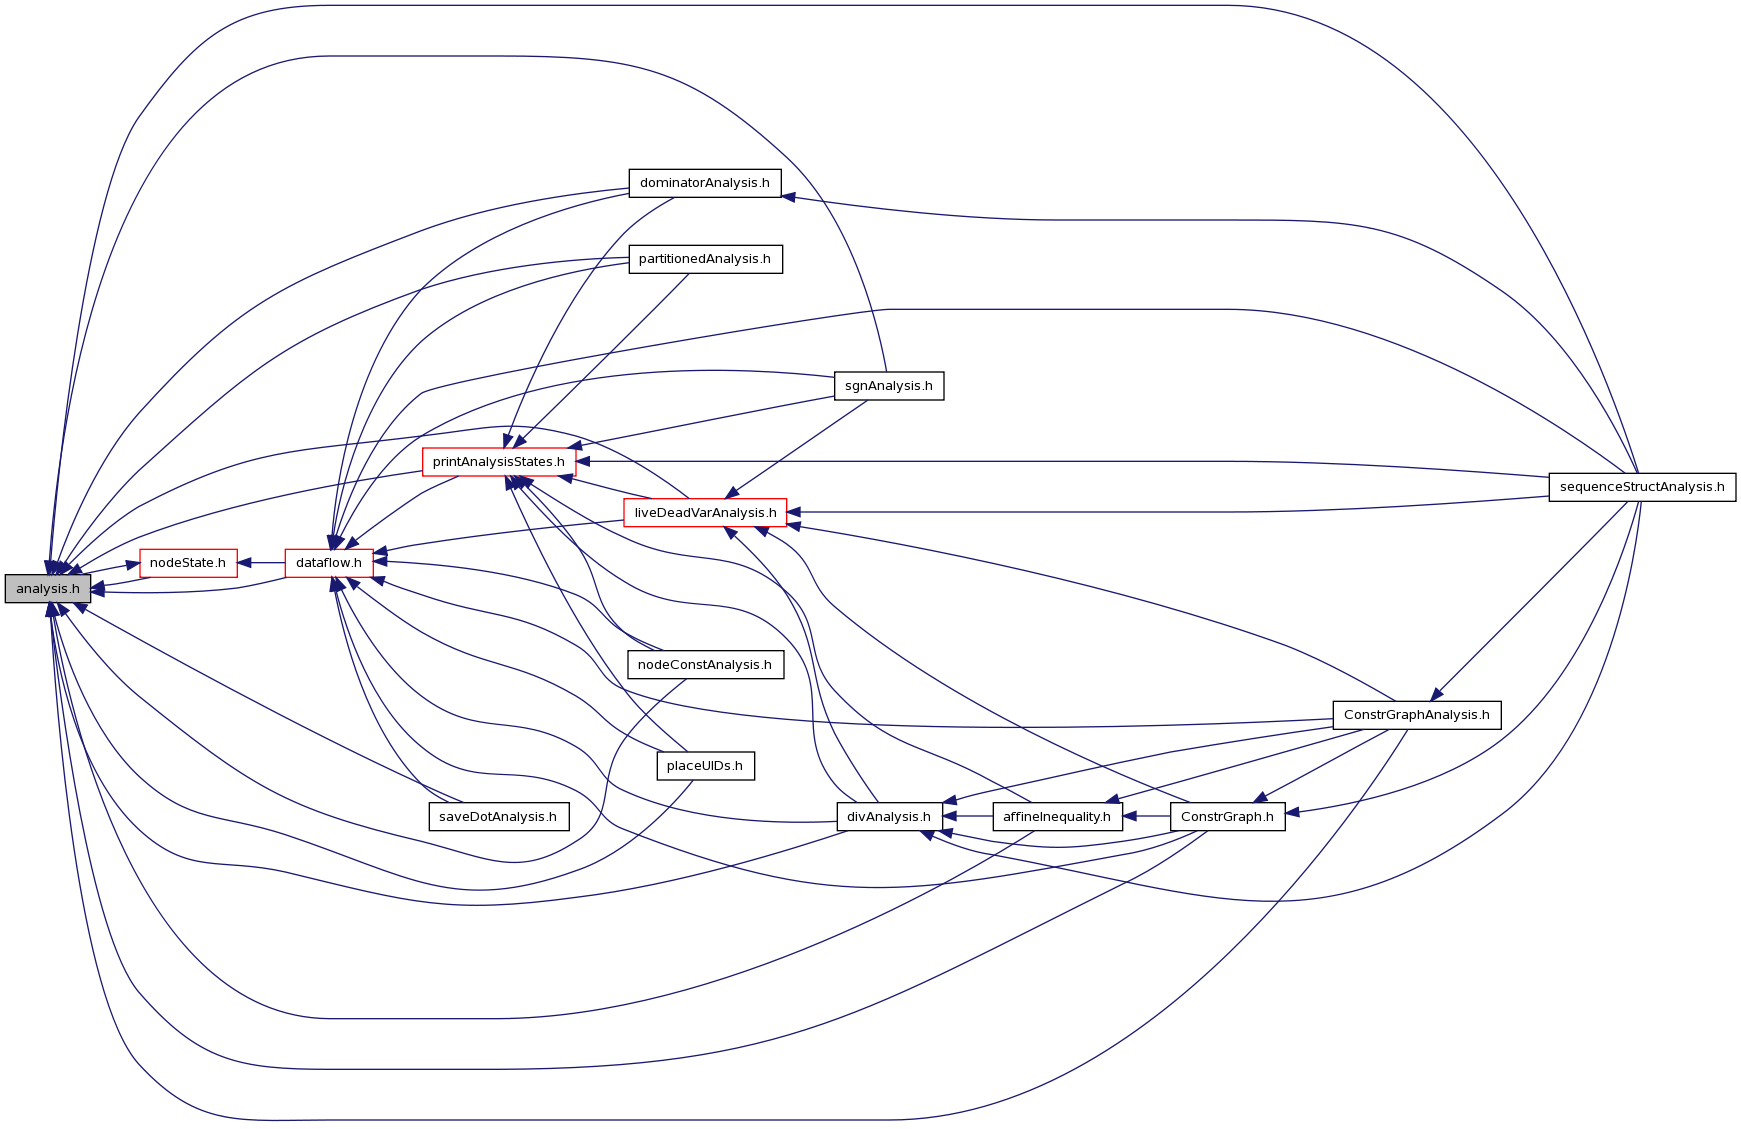 dominatorAnalysis.h
partitionedAnalysis.h
sgnAnalysis.h
printAnalysisStates.h
sequenceStructAnalysis.h
liveDeadVarAnalysis.h
nodeState.h
dataflow.h
analysis.h
nodeConstAnalysis.h
ConstrGraphAnalysis.h
placeUIDs.h
saveDotAnalysis.h
divAnalysis.h
affineInequality.h
ConstrGraph.h